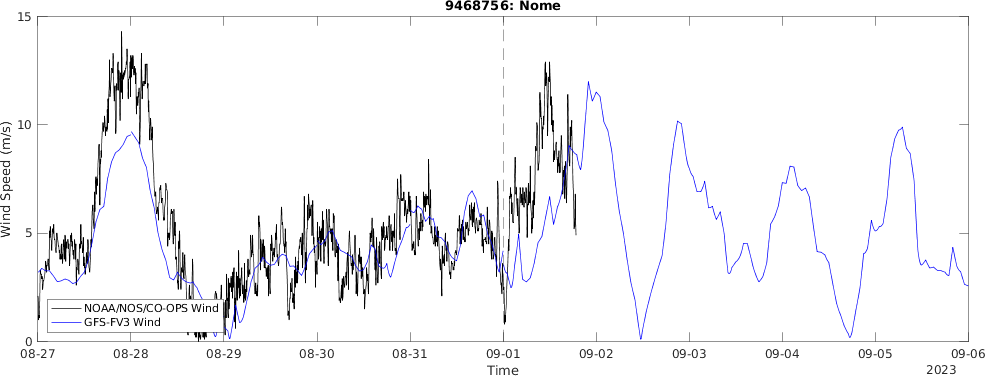 9468756: Nome
15
10
5
0
Wind Speed (m/s)
NOAA/NOS/CO-OPS Wind
GFS-FV3 Wind
08-27 08-28 08-29 08-30 08-31 09-01 09-02 09-03 09-04 09-05 09-06
Time
2023